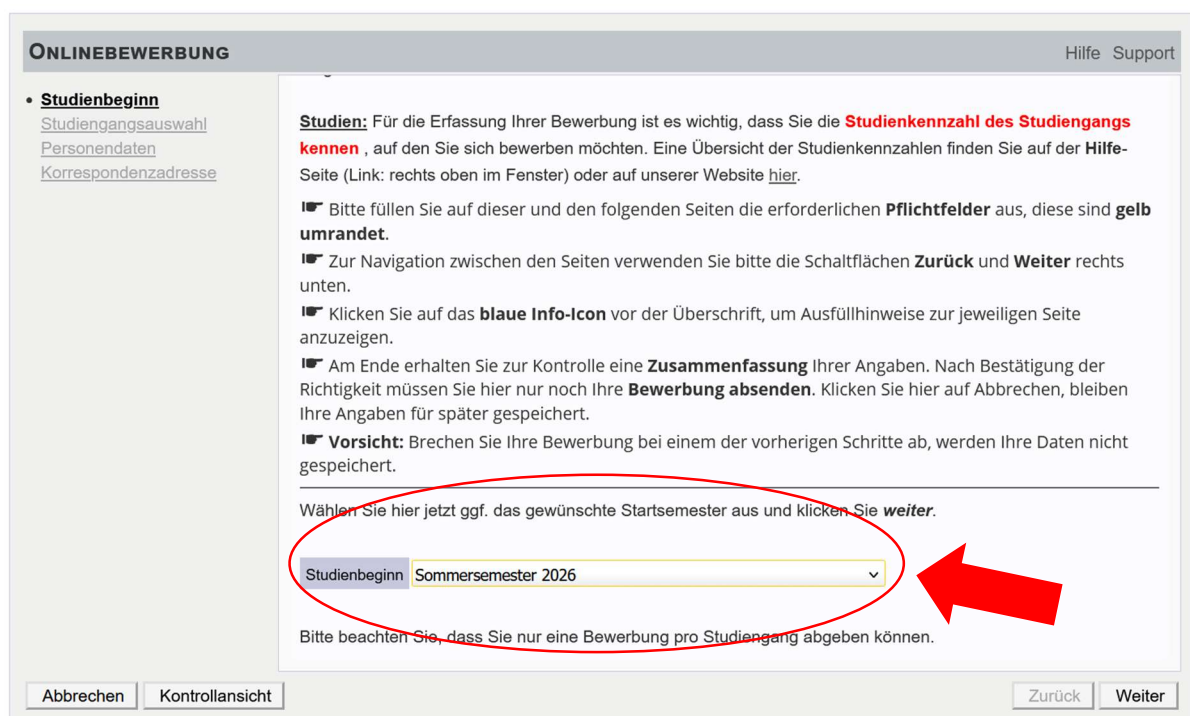 ONLINEBEWERBUNG
Hilfe Support
• Studienbeginn
Studiengangsauswahl
Personendaten
Korrespondenzadresse
Studien: Für die Erfassung Ihrer Bewerbung ist es wichtig, dass Sie die Studienkennzahl des Studiengangs
kennen , auf den Sie sich bewerben möchten. Eine Übersicht der Studienkennzahlen finden Sie auf der Hilfe-
Seite (Link: rechts oben im Fenster) oder auf unserer Website hier.
☛ Bitte füllen Sie auf dieser und den folgenden Seiten die erforderlichen Pflichtfelder aus, diese sind gelb
umrandet.
☛ Zur Navigation zwischen den Seiten verwenden Sie bitte die Schaltflächen Zurück und Weiter rechts
unten.
☛ Klicken Sie auf das blaue Info-Icon vor der Überschrift, um Ausfüllhinweise zur jeweiligen Seite
anzuzeigen.
☛ Am Ende erhalten Sie zur Kontrolle eine Zusammenfassung Ihrer Angaben. Nach Bestätigung der
Richtigkeit müssen Sie hier nur noch Ihre Bewerbung absenden. Klicken Sie hier auf Abbrechen, bleiben
Ihre Angaben für später gespeichert.
☛ Vorsicht: Brechen Sie Ihre Bewerbung bei einem der vorherigen Schritte ab, werden Ihre Daten nicht
gespeichert.
Wählen Sie hier jetzt ggf. das gewünschte Startsemester aus und klicken Sie weiter.
Studienbeginn Sommersemester 2026
Bitte beachten Sie, dass Sie nur eine Bewerbung pro Studiengang abgeben können.
Abbrechen Kontrollansicht Zurück Weiter